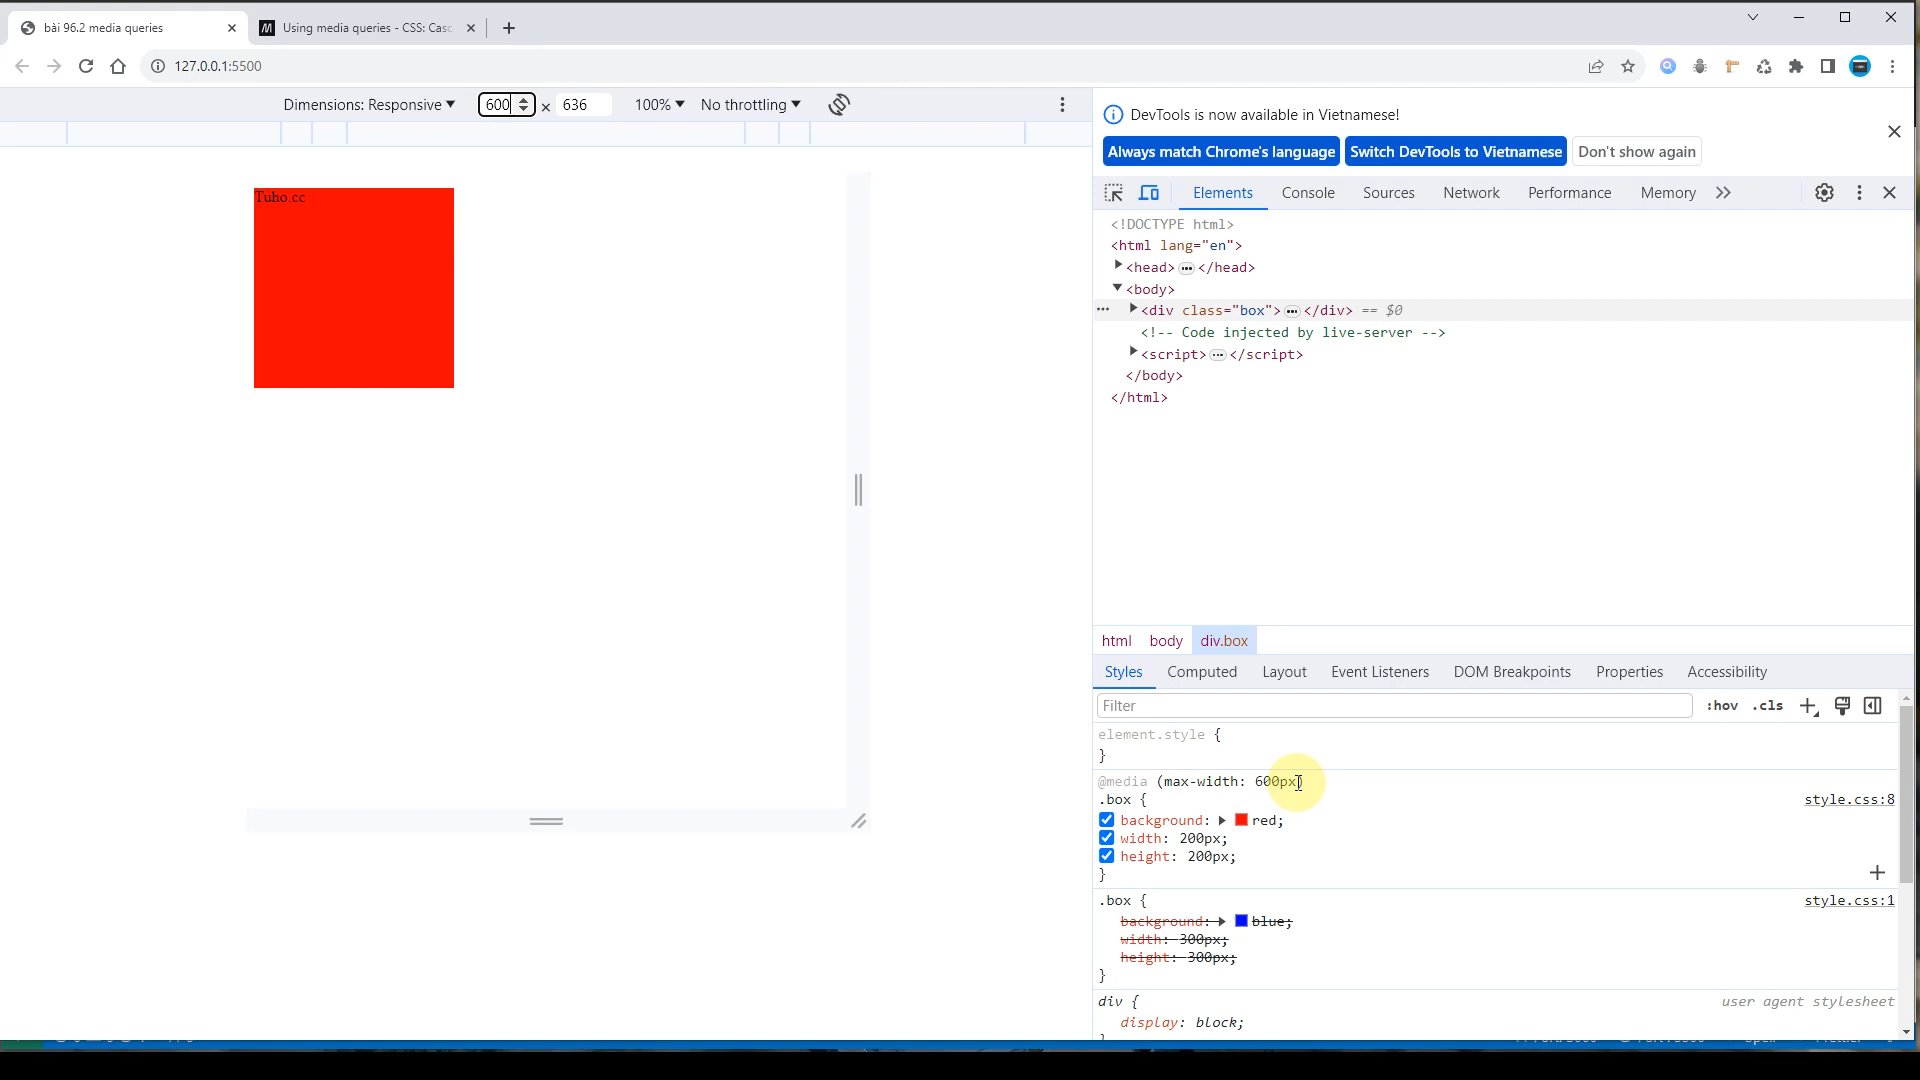 bài 96.2 media queries
Using media queries - CSS: Casc
127.0.0.1:5500
Dimensions: Responsive 600 × 636 100% No throttling
DevTools is now available in Vietnamese!
Always match Chrome's language Switch DevTools to Vietnamese Don't show again
Tuho.cc
Elements Console Sources Network Performance Memory
<!DOCTYPE html>
<html lang="en">
<head> ••• </head>
<body>
••• <div class="box"> ••• </div> == $0
<!-- Code injected by live-server -->
<script> ••• </script>
</body>
</html>
html body div.box
Styles Computed Layout Event Listeners DOM Breakpoints Properties Accessibility
Filter :hov .cls
element.style {
}
@media (max-width: 600px)
.box { style.css:8
background: red;
width: 200px;
height: 200px;
}
.box { style.css:1
background: blue;
width: 300px;
height: 300px;
}
div { user agent stylesheet
display: block;